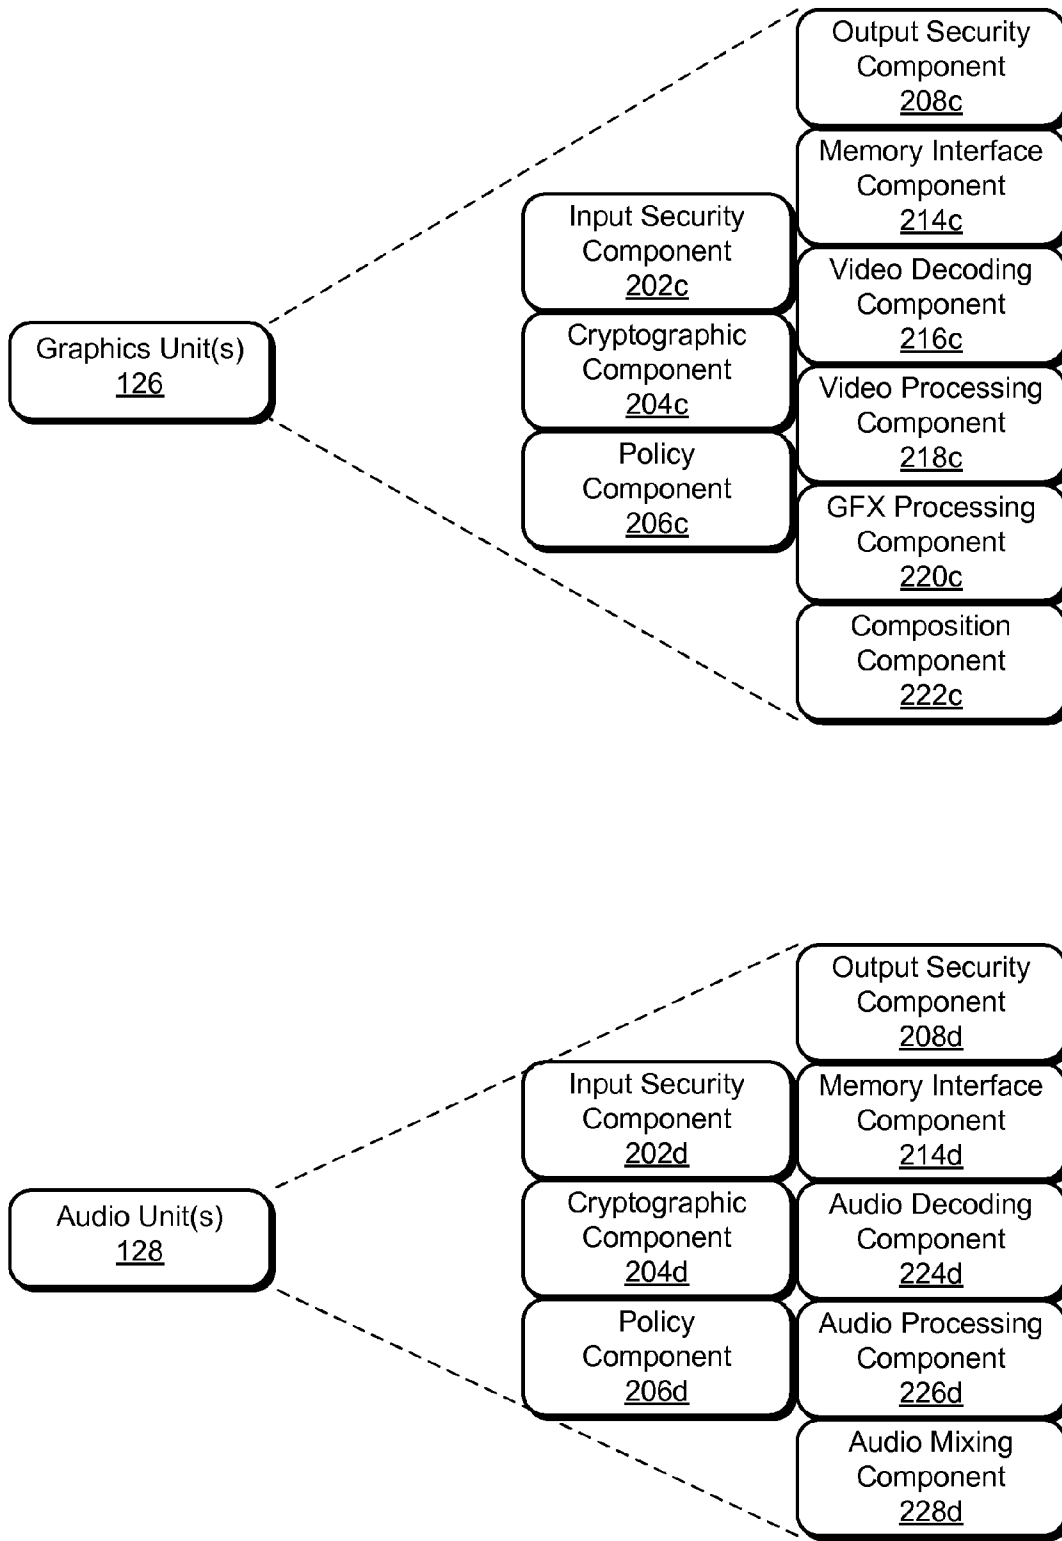 Graphics Unit(s)
126
Input Security
Component
202c
Cryptographic
Component
204c
Policy
Component
206c
Output Security
Component
208c
Memory Interface
Component
214c
Video Decoding
Component
216c
Video Processing
Component
218c
GFX Processing
Component
220c
Composition
Component
222c
Audio Unit(s)
128
Input Security
Component
202d
Cryptographic
Component
204d
Policy
Component
206d
Output Security
Component
208d
Memory Interface
Component
214d
Audio Decoding
Component
224d
Audio Processing
Component
226d
Audio Mixing
Component
228d